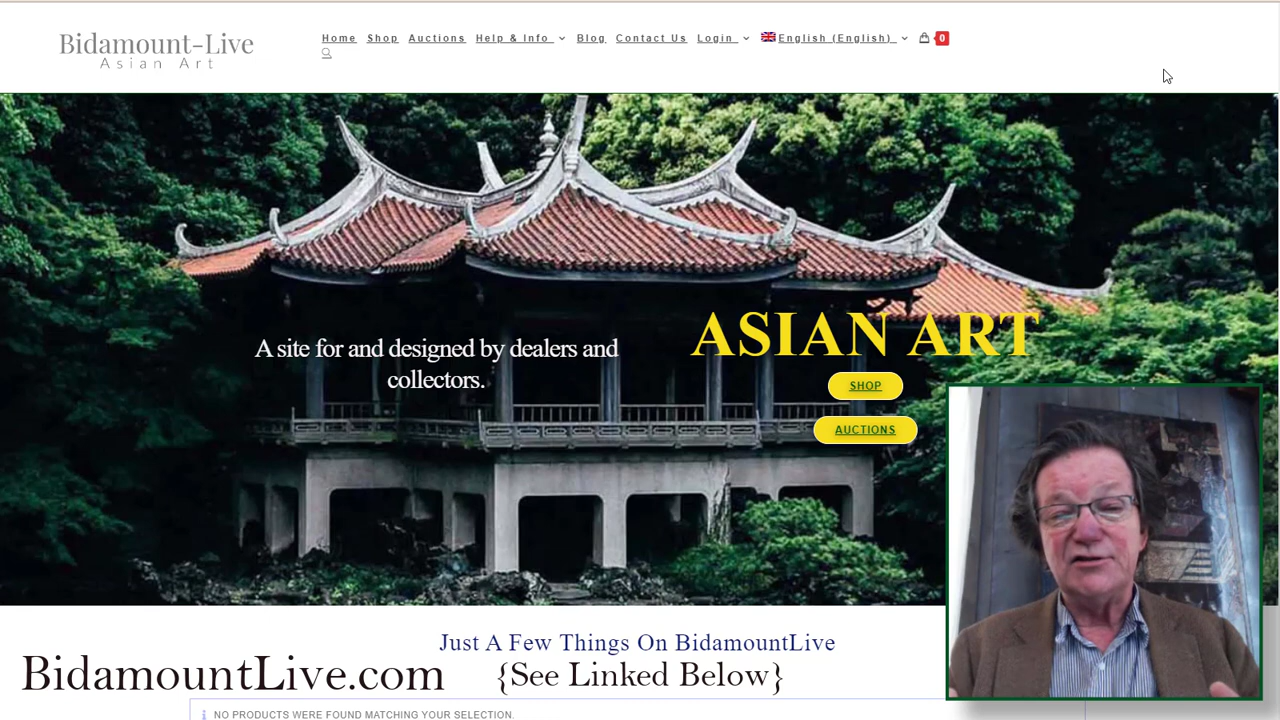 Bidamount-Live
Asian Art
Home Shop Auctions Help & Info Blog Contact Us Login English (English) 0
A site for and designed by dealers and
collectors.
ASIAN ART
SHOP
AUCTIONS
Just A Few Things On BidamountLive
BidamountLive.com
{See Linked Below}
NO PRODUCTS WERE FOUND MATCHING YOUR SELECTION.